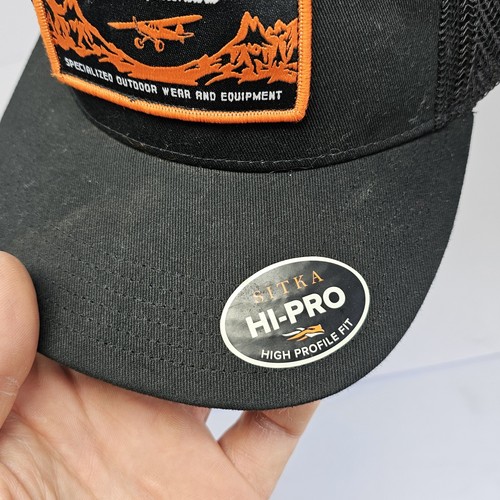 SPECIALIZED OUTDOOR WEAR AND EQUIPMENT
SITKA
HI-PRO
HIGH PROFILE FIT